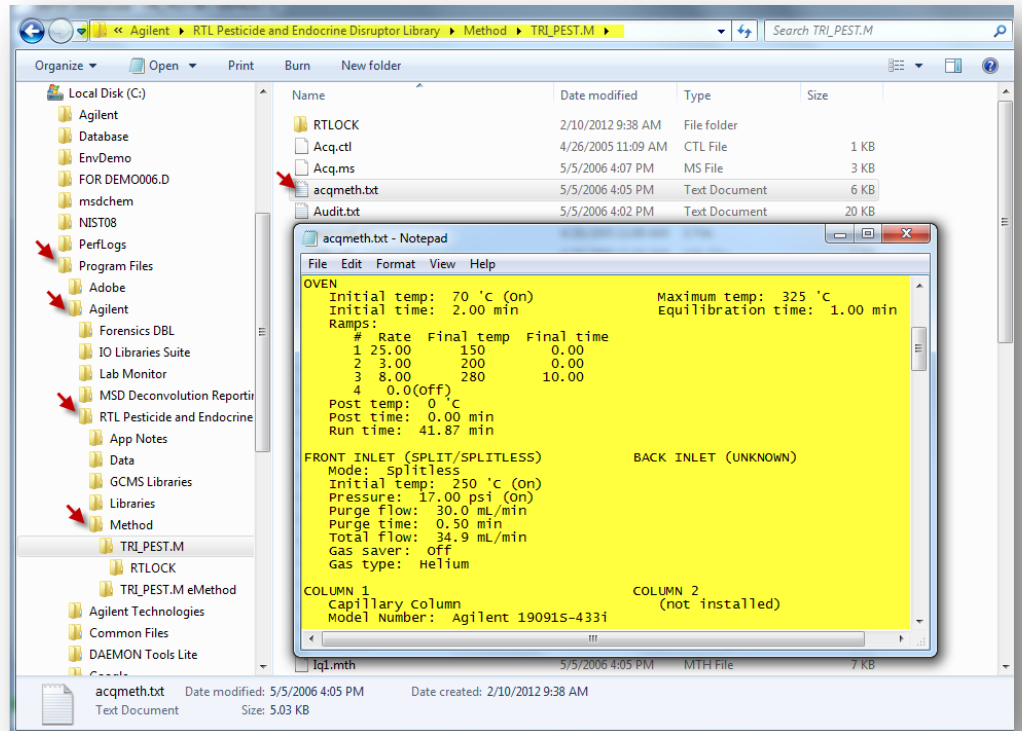 « Agilent ▸ RTL Pesticide and Endocrine Disruptor Library ▸ Method ▸ TRI_PEST.M ▸
Search TRI_PEST.M
Organize ▾ Open ▾ Print Burn New folder
Local Disk (C:)
Agilent
Database
EnvDemo
FOR DEMO006.D
msdchem
NIST08
PerfLogs
Program Files
Adobe
Agilent
Forensics DBL
IO Libraries Suite
Lab Monitor
MSD Deconvolution Reportin
RTL Pesticide and Endocrine
App Notes
Data
GCMS Libraries
Libraries
Method
TRI_PEST.M
RTLOCK
TRI_PEST.M eMethod
Agilent Technologies
Common Files
DAEMON Tools Lite
Name Date modified Type Size
RTLOCK 2/10/2012 9:38 AM File folder
Acq.ctl 4/26/2005 11:09 AM CTL File 1 KB
Acq.ms 5/5/2006 4:07 PM MS File 3 KB
acqmeth.txt 5/5/2006 4:05 PM Text Document 6 KB
Audit.txt 5/5/2006 4:02 PM Text Document 20 KB
acqmeth.txt - Notepad
File Edit Format View Help
OVEN
Initial temp: 70 'C (On) Maximum temp: 325 'C
Initial time: 2.00 min Equilibration time: 1.00 min
Ramps:
# Rate Final temp Final time
1 25.00 150 0.00
2 3.00 200 0.00
3 8.00 280 10.00
4 0.0(Off)
Post temp: 0 'C
Post time: 0.00 min
Run time: 41.87 min
FRONT INLET (SPLIT/SPLITLESS) BACK INLET (UNKNOWN)
Mode: Splitless
Initial temp: 250 'C (On)
Pressure: 17.00 psi (On)
Purge flow: 30.0 mL/min
Purge time: 0.50 min
Total flow: 34.9 mL/min
Gas saver: Off
Gas type: Helium
COLUMN 1 COLUMN 2
Capillary Column (not installed)
Model Number: Agilent 19091S-433i
Iq1.mth 5/5/2006 4:05 PM MTH File 7 KB
acqmeth.txt Date modified: 5/5/2006 4:05 PM Date created: 2/10/2012 9:38 AM
Text Document Size: 5.03 KB